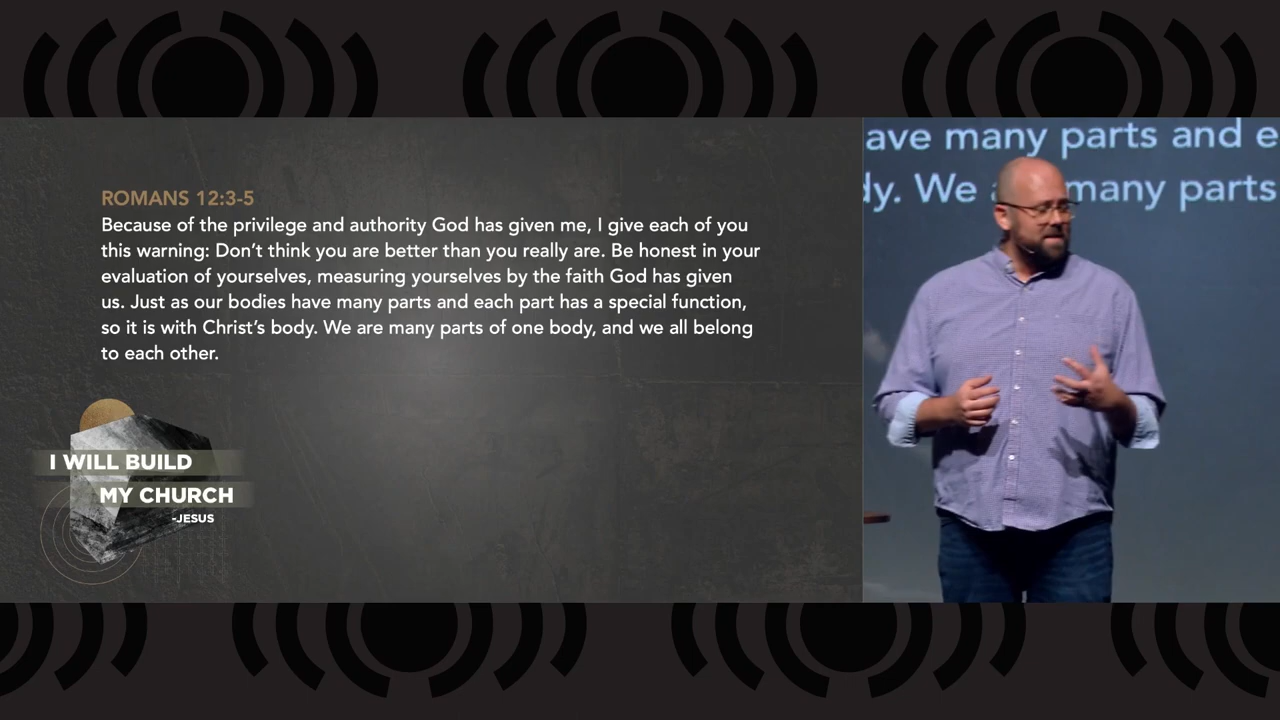 ROMANS 12:3-5
Because of the privilege and authority God has given me, I give each of you
this warning: Don’t think you are better than you really are. Be honest in your
evaluation of yourselves, measuring yourselves by the faith God has given
us. Just as our bodies have many parts and each part has a special function,
so it is with Christ’s body. We are many parts of one body, and we all belong
to each other.
I WILL BUILD
MY CHURCH
-JESUS
ave many parts and e
dy. We a many parts